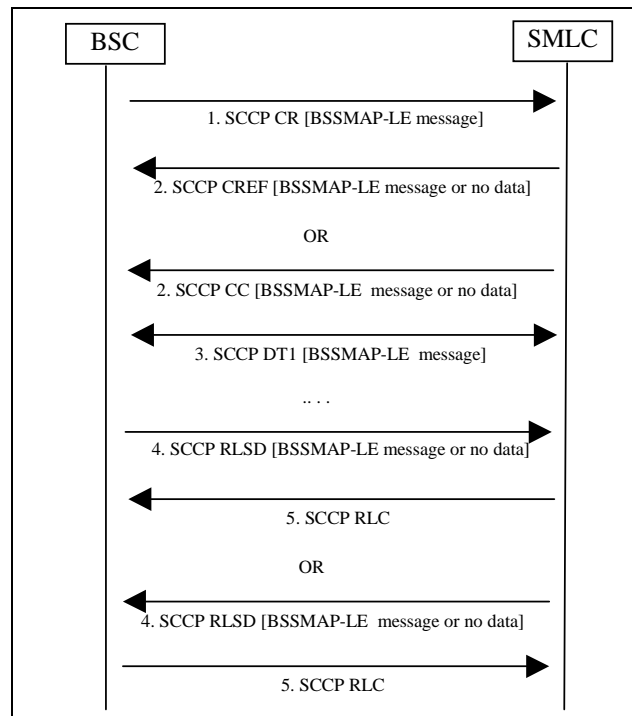 BSC
SMLC
1. SCCP CR [BSSMAP-LE message]
2. SCCP CREF [BSSMAP-LE message or no data]
OR
2. SCCP CC [BSSMAP-LE message or no data]
3. SCCP DT1 [BSSMAP-LE message]
.. . .
4. SCCP RLSD [BSSMAP-LE message or no data]
5. SCCP RLC
OR
4. SCCP RLSD [BSSMAP-LE message or no data]
5. SCCP RLC